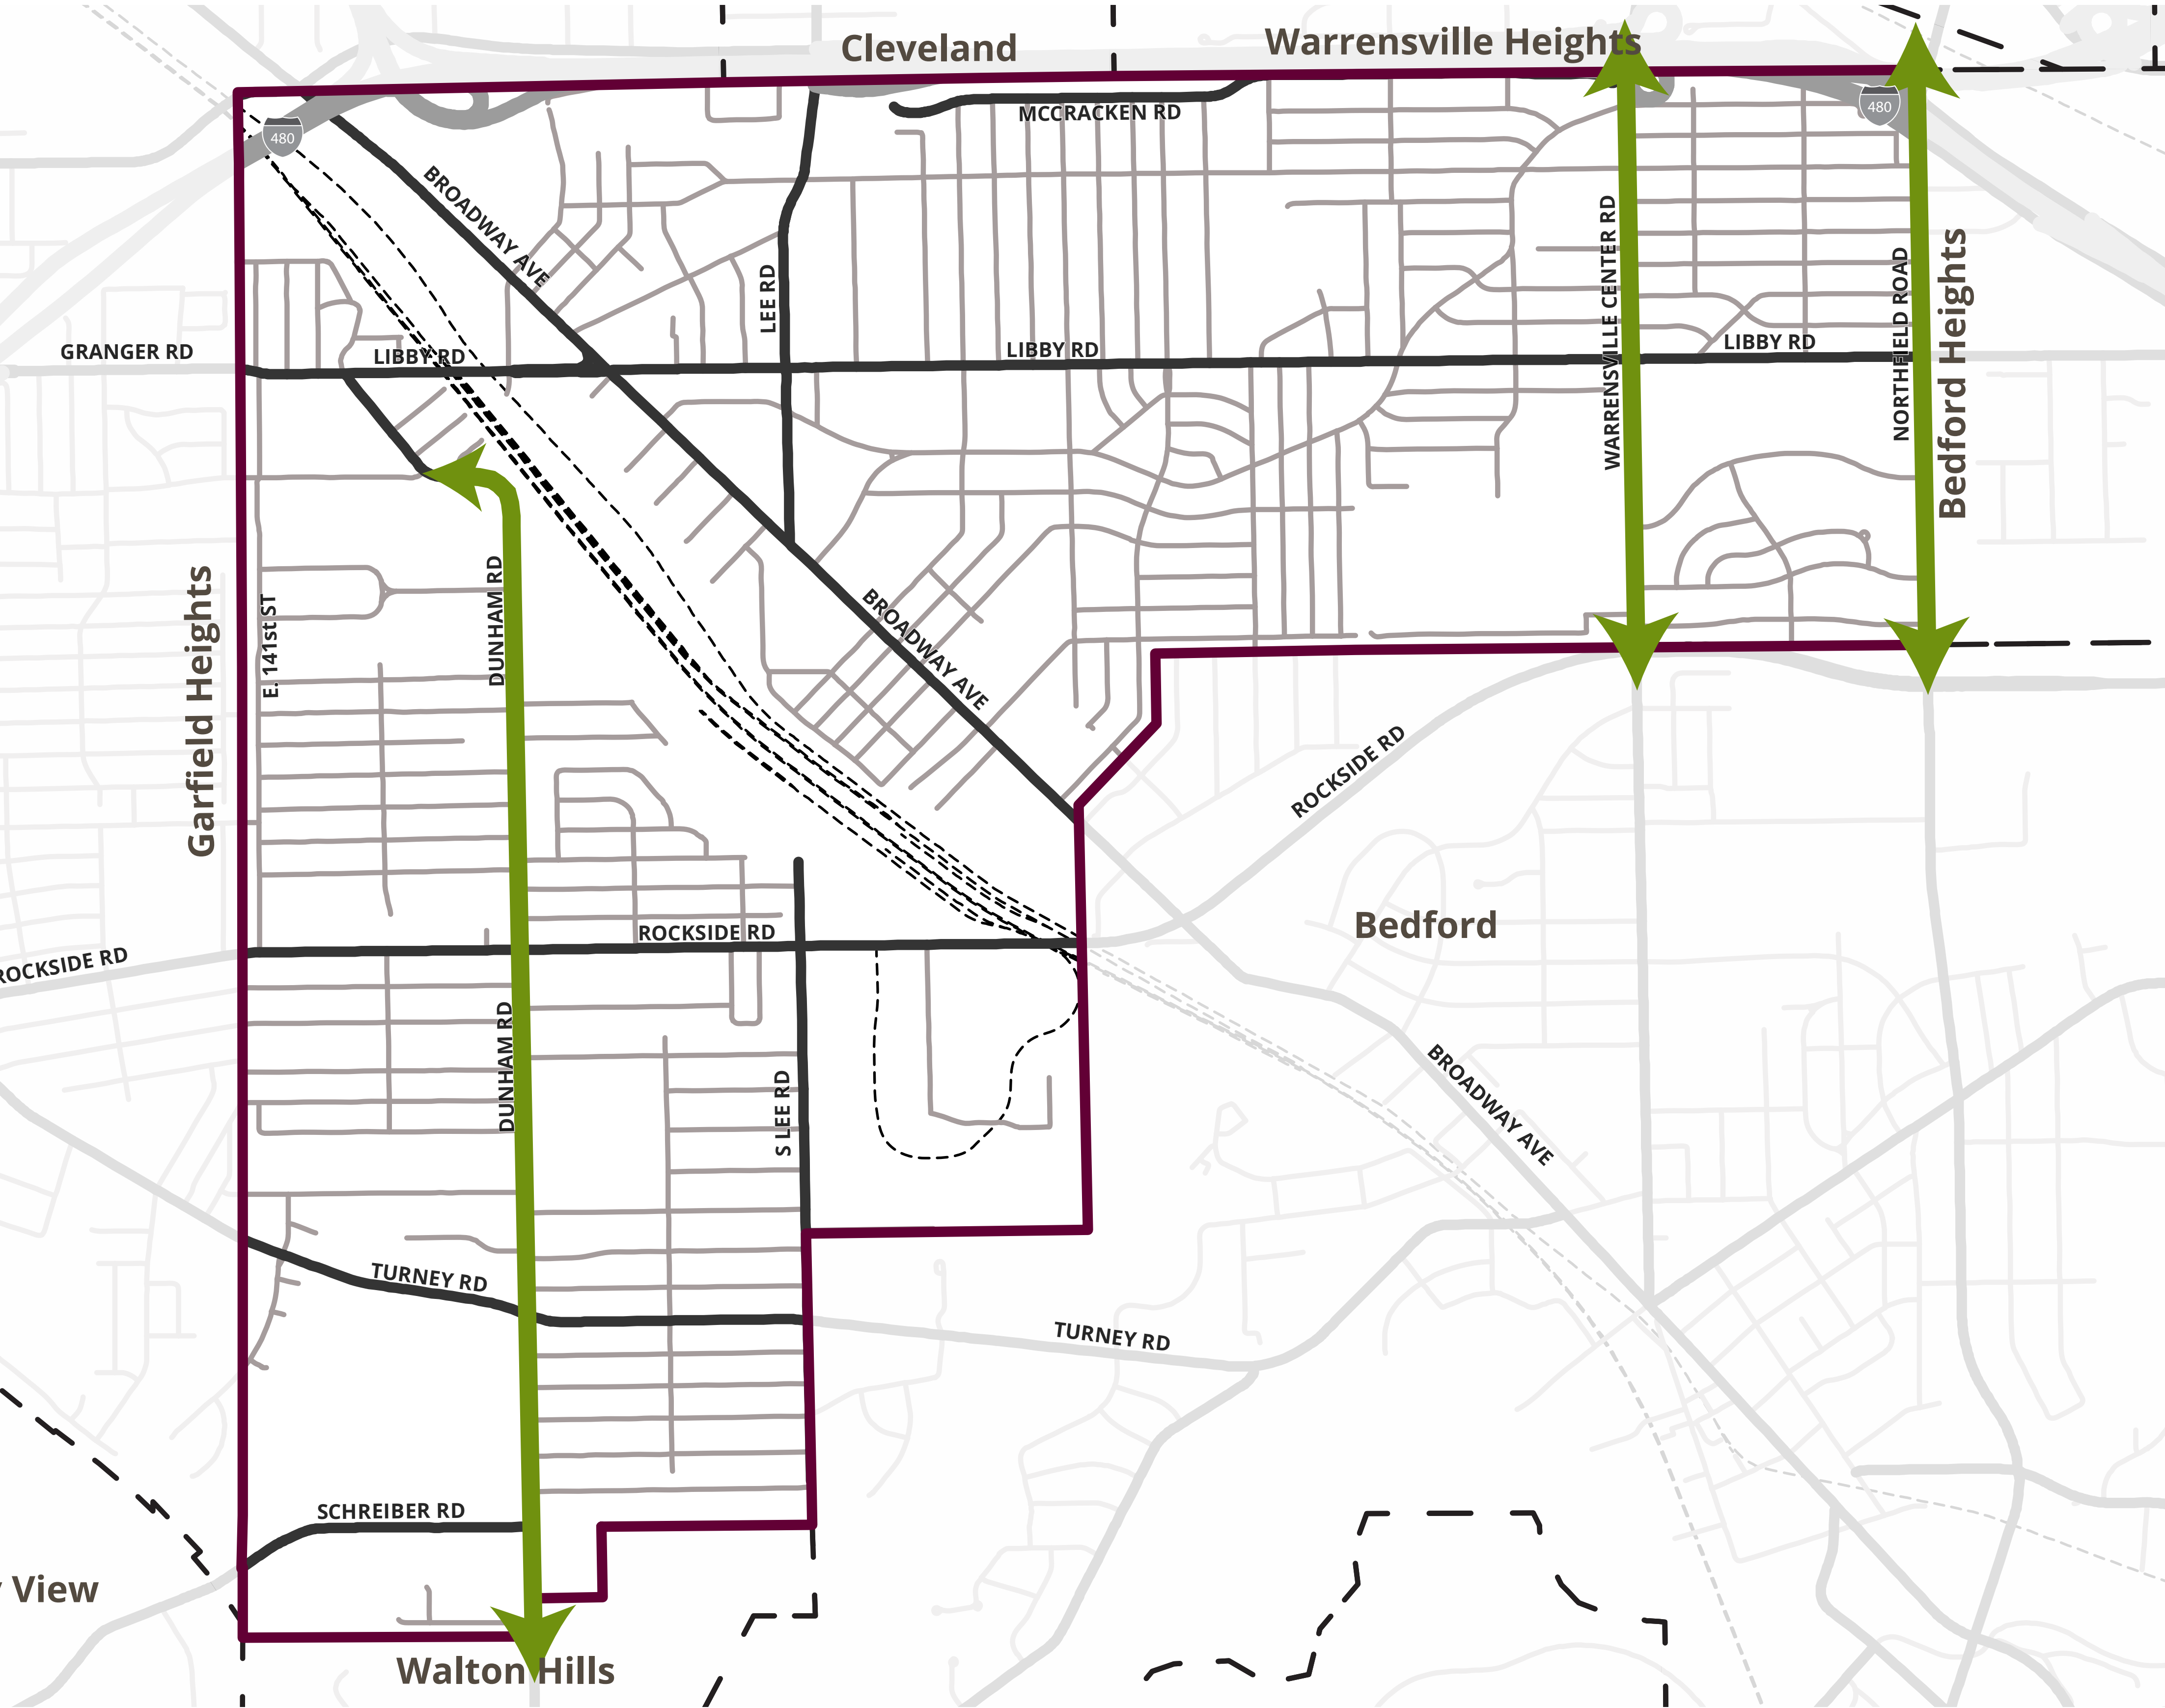 Cleveland
Warrensville Heights
MCCRACKEN RD
480
480
BROADWAY AVE
LEE RD
WARRENSVILLE CENTER RD
NORTHFIELD ROAD
Bedford Heights
GRANGER RD
LIBBY RD
LIBBY RD
LIBBY RD
Garfield Heights
E. 141st ST
DUNHAM RD
BROADWAY AVE
ROCKSIDE RD
Bedford
ROCKSIDE RD
ROCKSIDE RD
DUNHAM RD
S LEE RD
BROADWAY AVE
TURNEY RD
TURNEY RD
SCHREIBER RD
View
Walton Hills